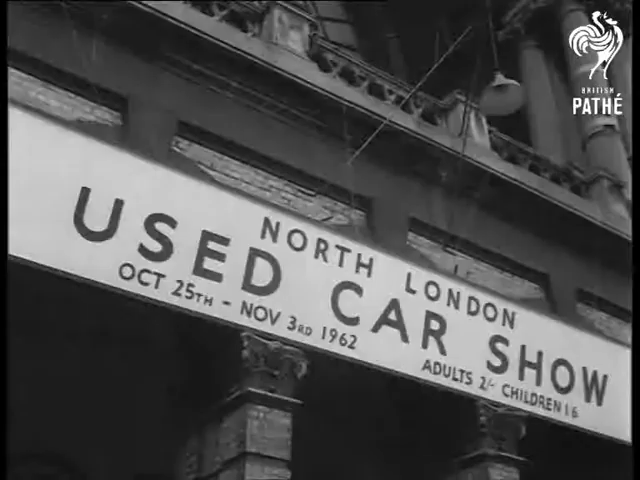 BRITISH
PATHÉ
NORTH LONDON
USED CAR SHOW
OCT 25TH - NOV 3RD 1962
ADULTS 2/- CHILDREN 1 6